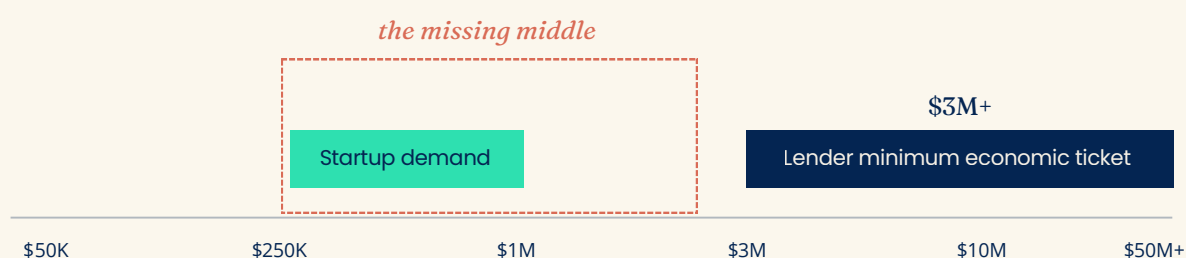 the missing middle
$3M+
Startup demand
Lender minimum economic ticket
$50K
$250K
$1M
$3M
$10M
$50M+